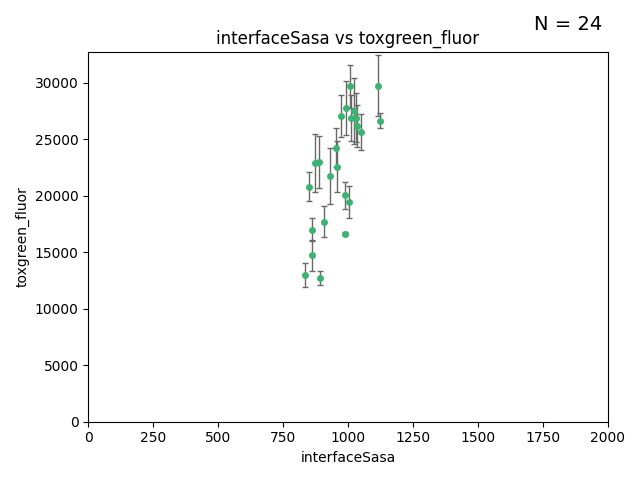 N = 24
interfaceSasa vs toxgreen_fluor
30000
25000
20000
15000
10000
5000
0
toxgreen_fluor
0 250 500 750 1000 1250 1500 1750 2000
interfaceSasa